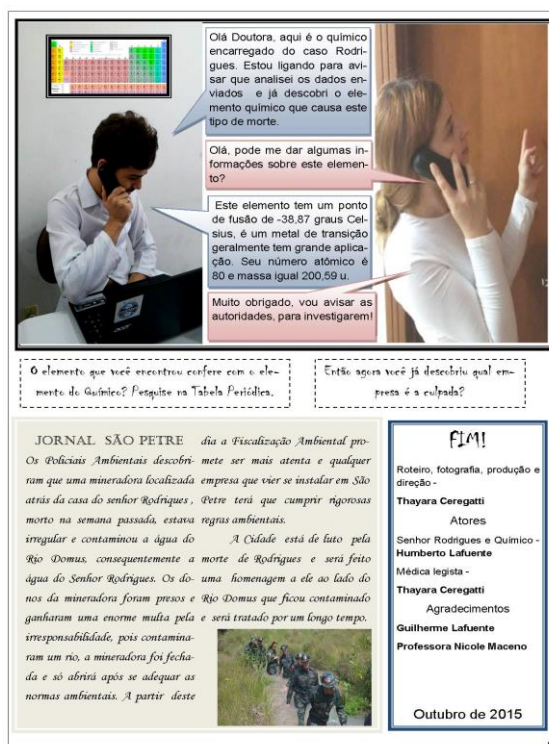 Olá Doutora, aqui é o químico
encarregado do caso Rodri-
gues. Estou ligando para avi-
sar que analisei os dados en-
viados e já descobri o ele-
mento químico que causa este
tipo de morte.
Olá, pode me dar algumas in-
formações sobre este elemen-
to?
Este elemento tem um ponto
de fusão de -38,87 graus Cel-
sius, é um metal de transição
geralmente tem grande aplica-
ção. Seu número atômico é
80 e massa igual 200,59 u.
Muito obrigado, vou avisar as
autoridades, para investigarem!
O elemento que você encontrou confere com o ele-
mento do Químico? Pesquise na Tabela Periódica.
Então agora você já descobriu qual em-
presa é a culpada?
JORNAL SÃO PETRE
Os Policiais Ambientais descobri-
ram que uma mineradora localizada
atrás da casa do senhor Rodriques ,
morto na semana passada, estava
irregular e contaminou a água do
Rio Domus, consequentemente a
água do Senhor Rodrigues. Os do-
nos da mineradora foram presos e
ganharam uma enorme multa pela
irresponsabilidade, pois contamina-
ram um rio, a mineradora foi fecha-
da e só abrirá após se adequar as
normas ambientais. A partir deste
dia a Fiscalização Ambiental pro-
mete ser mais atenta e qualquer
empresa que vier se instalar em São
Petre terá que cumprir rigorosas
regras ambientais.
A Cidade está de luto pela
morte de Rodrigues e será feito
uma homenagem a ele ao lado do
Rio Domus que ficou contaminado
e será tratado por um longo tempo.
FIM!
Roteiro, fotografia, produção e
direção -
Thayara Ceregatti
Atores
Senhor Rodrigues e Químico -
Humberto Lafuente
Médica legista -
Thayara Ceregatti
Agradecimentos
Guilherme Lafuente
Professora Nicole Maceno
Outubro de 2015